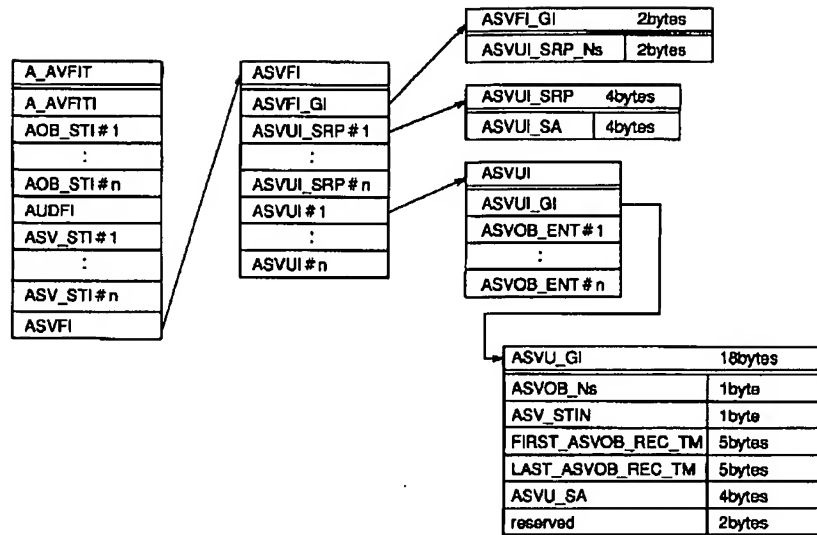 A_AVFIT
A_AVFITI
AOB_STI#1
:
AOB_STI#n
AUDFI
ASV_STI#1
:
ASV_STI#n
ASVFI
ASVFI
ASVFI_GI
ASVUI_SRP#1
:
ASVUI_SRP#n
ASVUI#1
:
ASVUI#n
ASVFI_GI 2bytes
ASVUI_SRP_Ns 2bytes
ASVUI_SRP 4bytes
ASVUI_SA 4bytes
ASVUI
ASVUI_GI
ASVOB_ENT#1
:
ASVOB_ENT#n
ASVU_GI 18bytes
ASVOB_Ns 1byte
ASV_STIN 1byte
FIRST_ASVOB_REC_TM 5bytes
LAST_ASVOB_REC_TM 5bytes
ASVU_SA 4bytes
reserved 2bytes